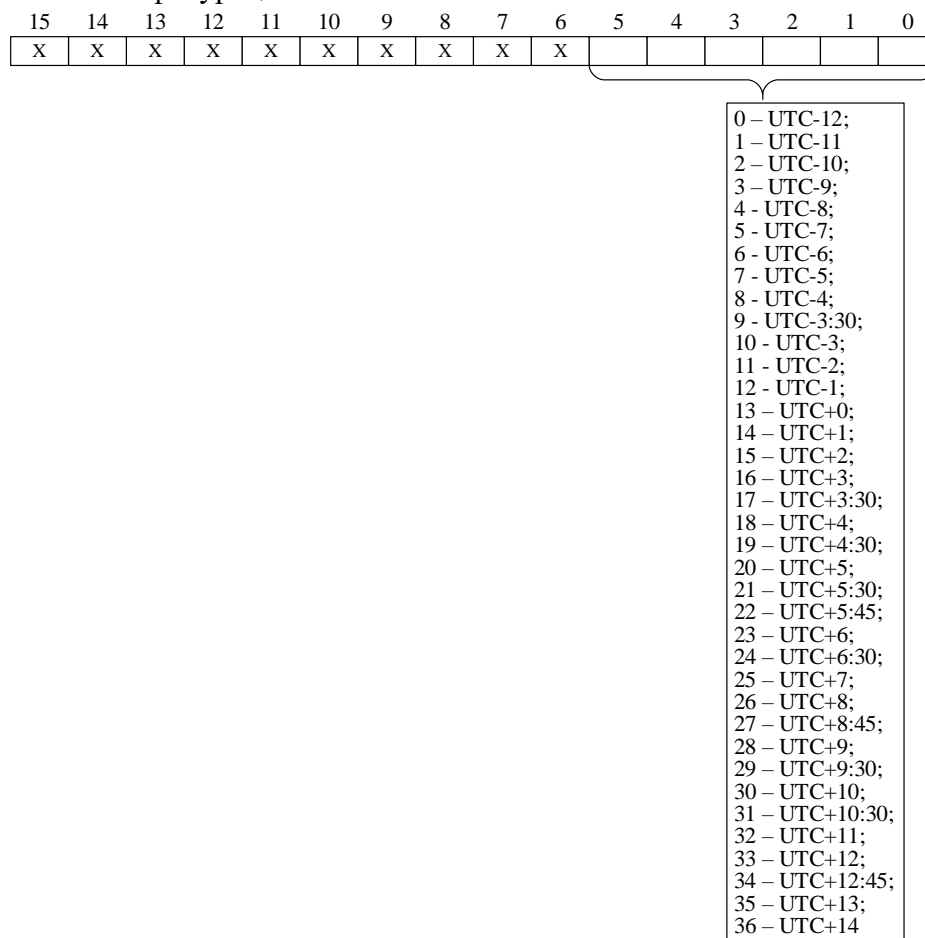 15 14 13 12 11 10 9 8 7 6 5 4 3 2 1 0
X X X X X X X X X X
0 – UTC-12;
1 – UTC-11
2 – UTC-10;
3 – UTC-9;
4 - UTC-8;
5 - UTC-7;
6 - UTC-6;
7 - UTC-5;
8 - UTC-4;
9 - UTC-3:30;
10 - UTC-3;
11 - UTC-2;
12 - UTC-1;
13 – UTC+0;
14 – UTC+1;
15 – UTC+2;
16 – UTC+3;
17 – UTC+3:30;
18 – UTC+4;
19 – UTC+4:30;
20 – UTC+5;
21 – UTC+5:30;
22 – UTC+5:45;
23 – UTC+6;
24 – UTC+6:30;
25 – UTC+7;
26 – UTC+8;
27 – UTC+8:45;
28 – UTC+9;
29 – UTC+9:30;
30 – UTC+10;
31 – UTC+10:30;
32 – UTC+11;
33 – UTC+12;
34 – UTC+12:45;
35 – UTC+13;
36 – UTC+14